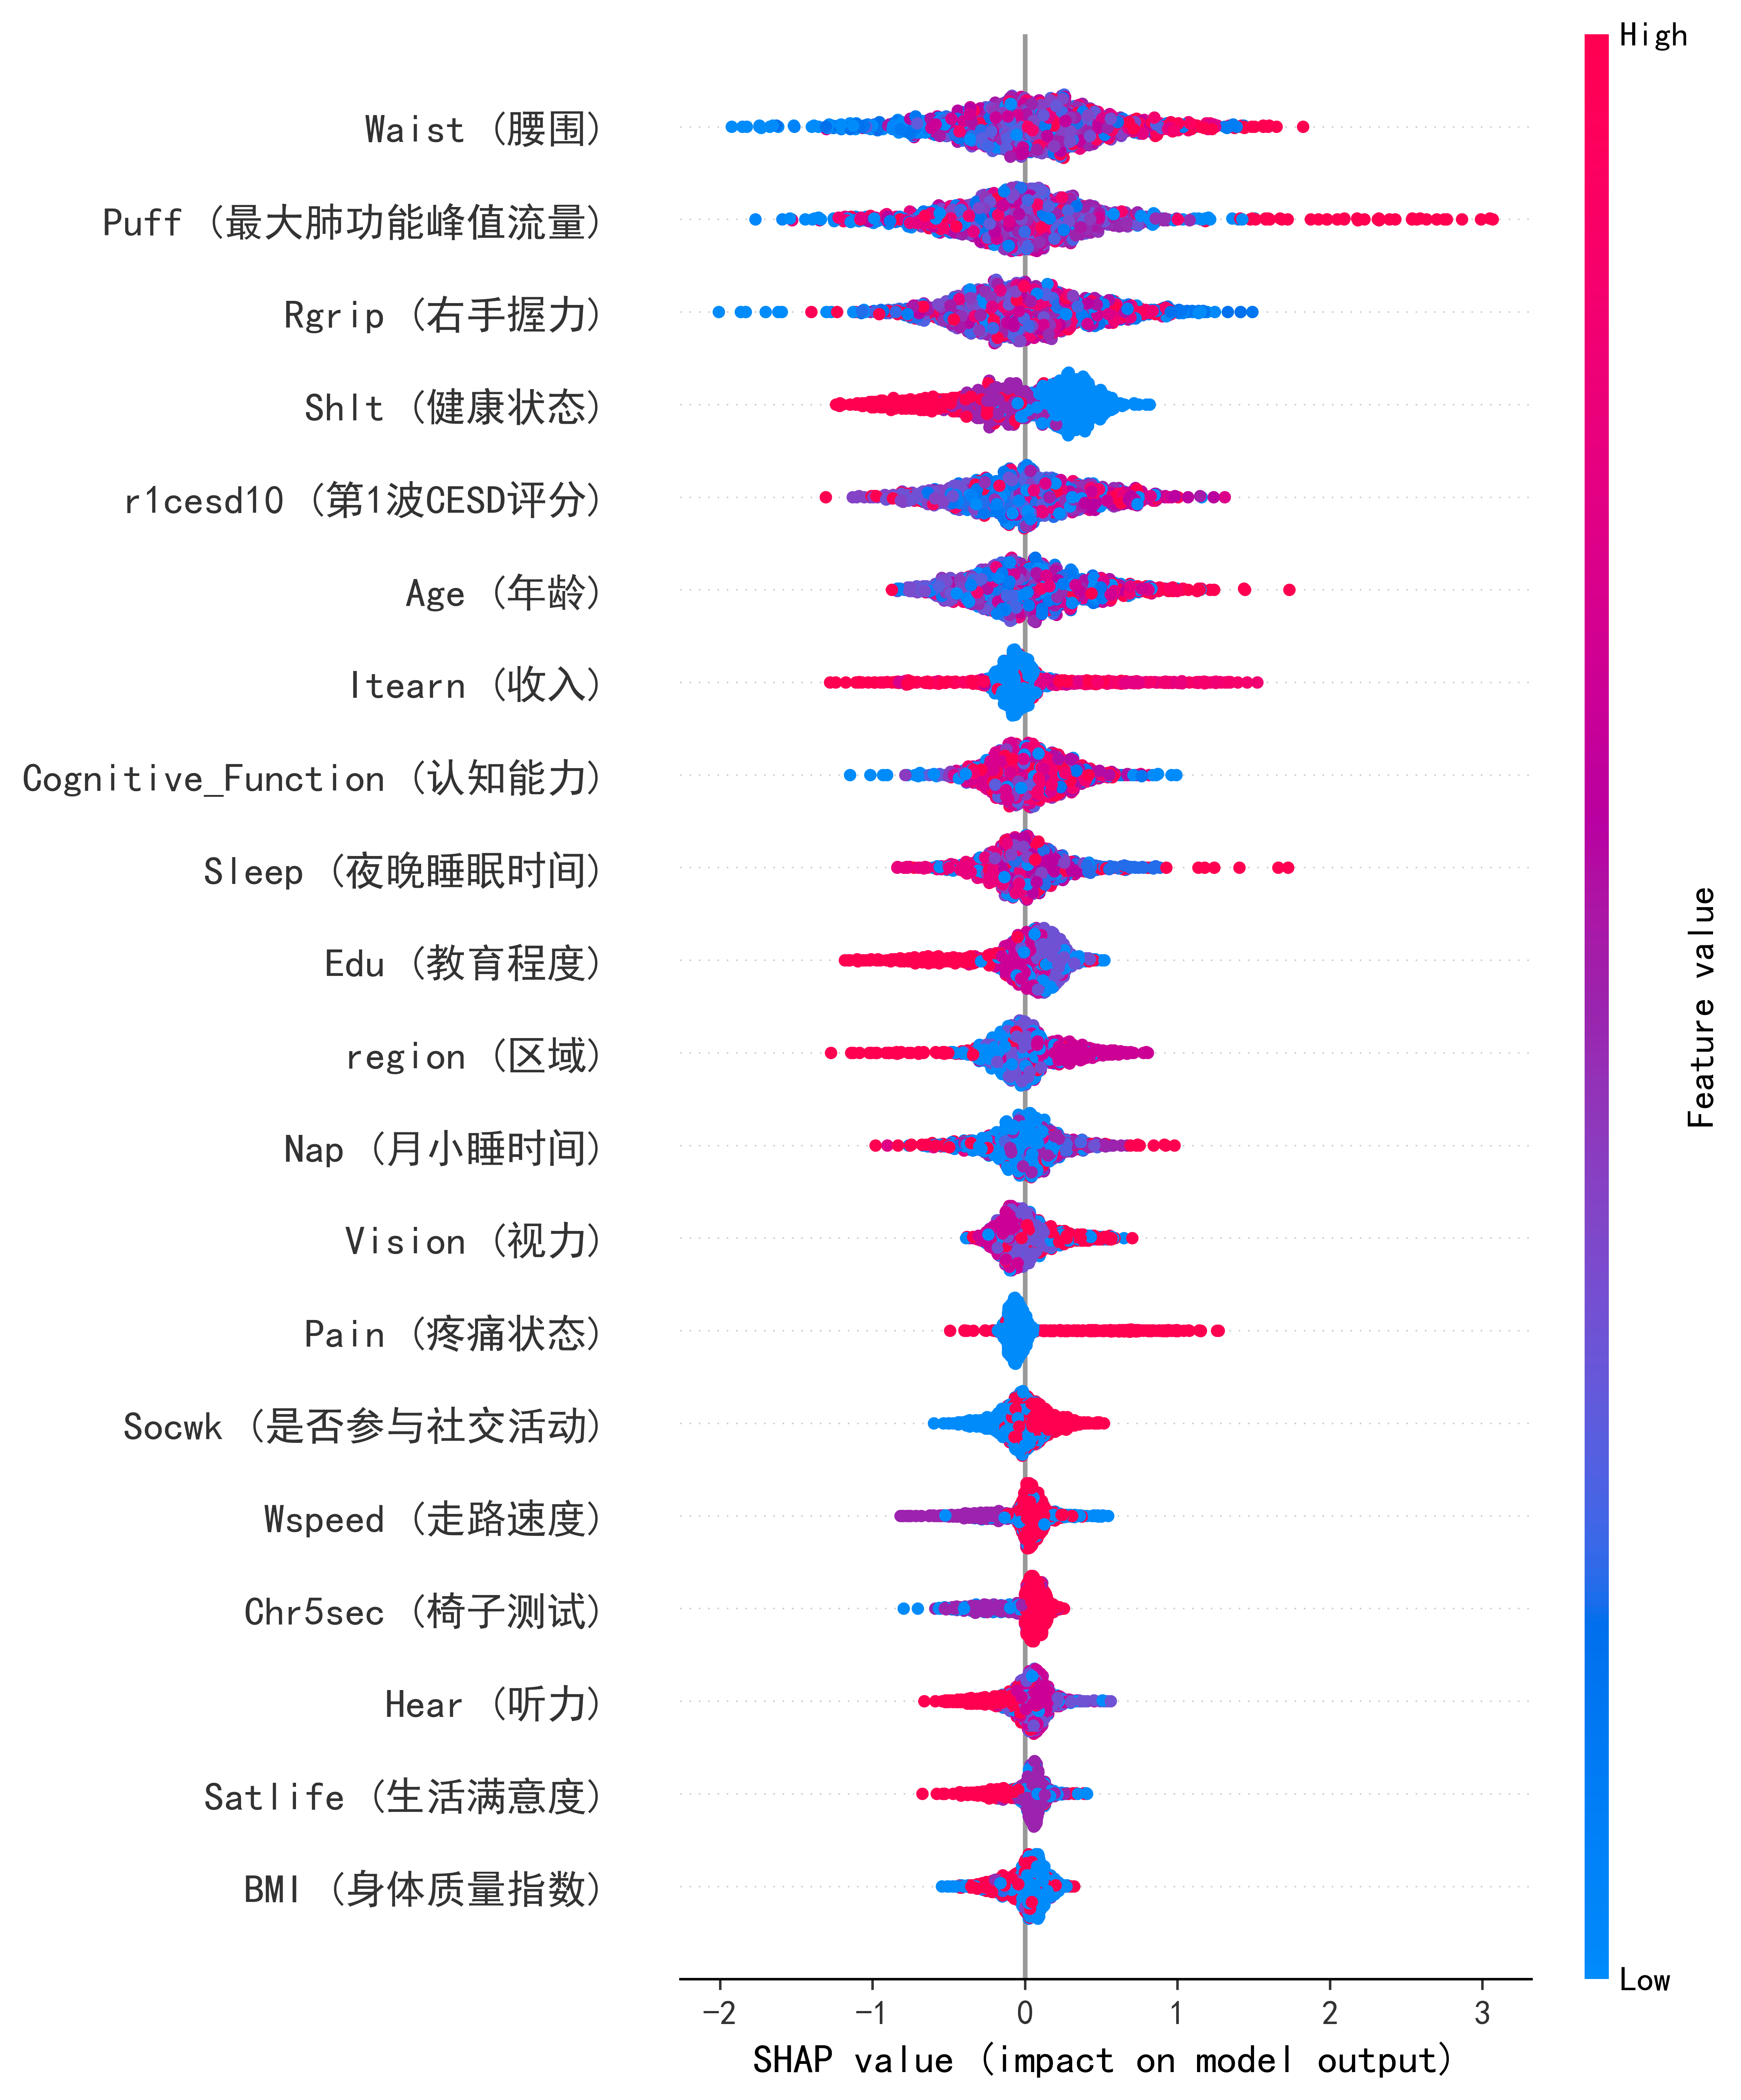 High
Waist (腰围)
Puff (最大肺功能峰值流量)
Rgrip (右手握力)
Shlt (健康状态)
r1cesd10 (第1波CESD评分)
Age (年龄)
Itearn (收入)
Cognitive_Function (认知能力)
Sleep (夜晚睡眠时间)
Edu (教育程度)
region (区域)
Nap (月小睡时间)
Vision (视力)
Pain (疼痛状态)
Socwk (是否参与社交活动)
Wspeed (走路速度)
Chr5sec (椅子测试)
Hear (听力)
Satlife (生活满意度)
BMI (身体质量指数)
Feature value
Low
−2 −1 0 1 2 3
SHAP value (impact on model output)